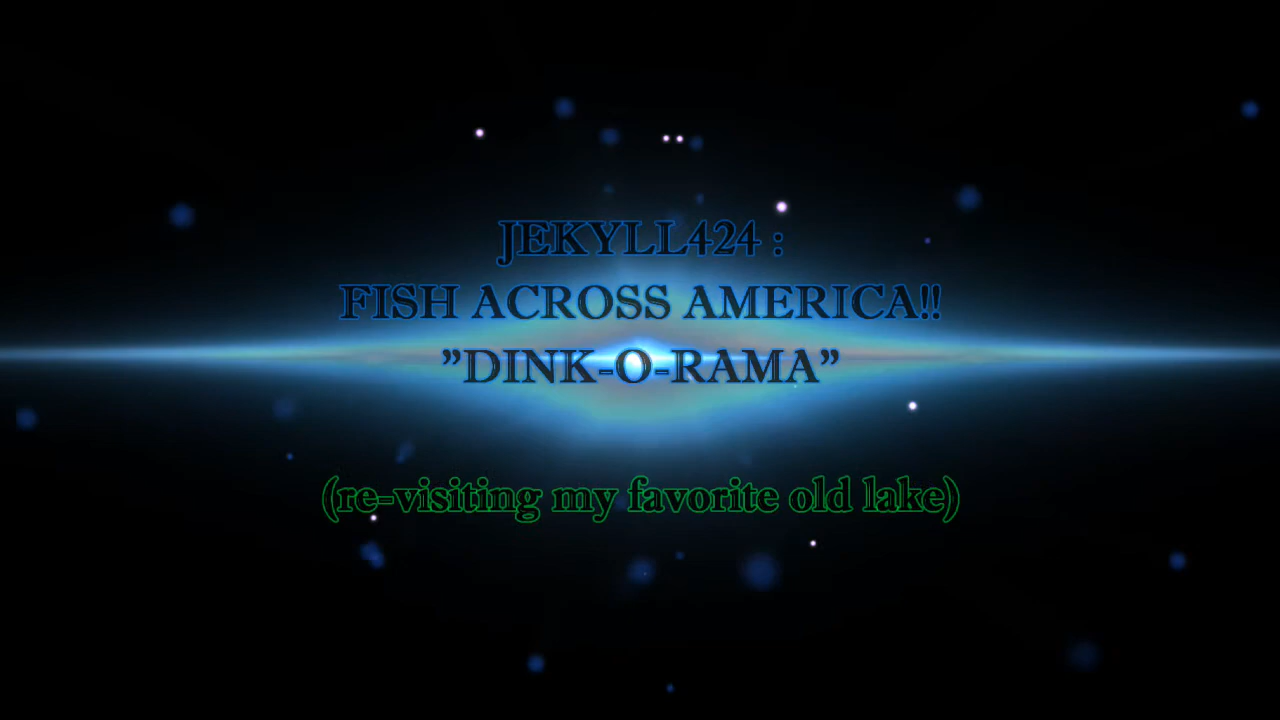 JEKYLL424 :
FISH ACROSS AMERICA!!
”DINK-O-RAMA”
(re-visiting my favorite old lake)